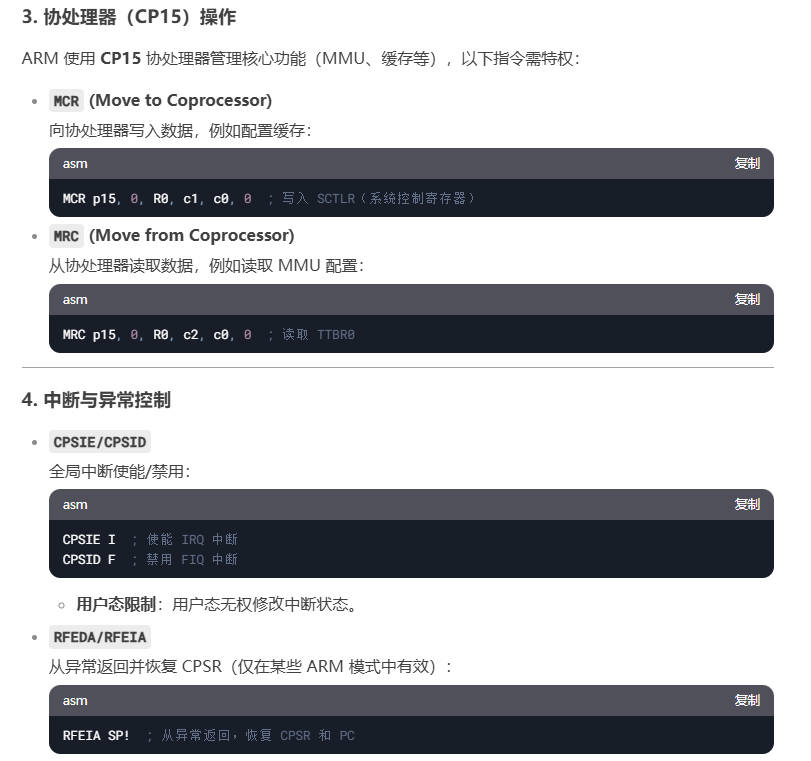 3. 协处理器（CP15）操作
ARM 使用 CP15 协处理器管理核心功能（MMU、缓存等），以下指令需特权：
MCR (Move to Coprocessor)
向协处理器写入数据，例如配置缓存：
asm 复制
MCR p15, 0, R0, c1, c0, 0 ; 写入 SCTLR（系统控制寄存器）
MRC (Move from Coprocessor)
从协处理器读取数据，例如读取 MMU 配置：
asm 复制
MRC p15, 0, R0, c2, c0, 0 ; 读取 TTBR0
4. 中断与异常控制
CPSIE/CPSID
全局中断使能/禁用：
asm 复制
CPSIE I ; 使能 IRQ 中断
CPSID F ; 禁用 FIQ 中断
用户态限制：用户态无权修改中断状态。
RFEDA/RFEIA
从异常返回并恢复 CPSR（仅在某些 ARM 模式中有效）：
asm 复制
RFEIA SP! ; 从异常返回，恢复 CPSR 和 PC